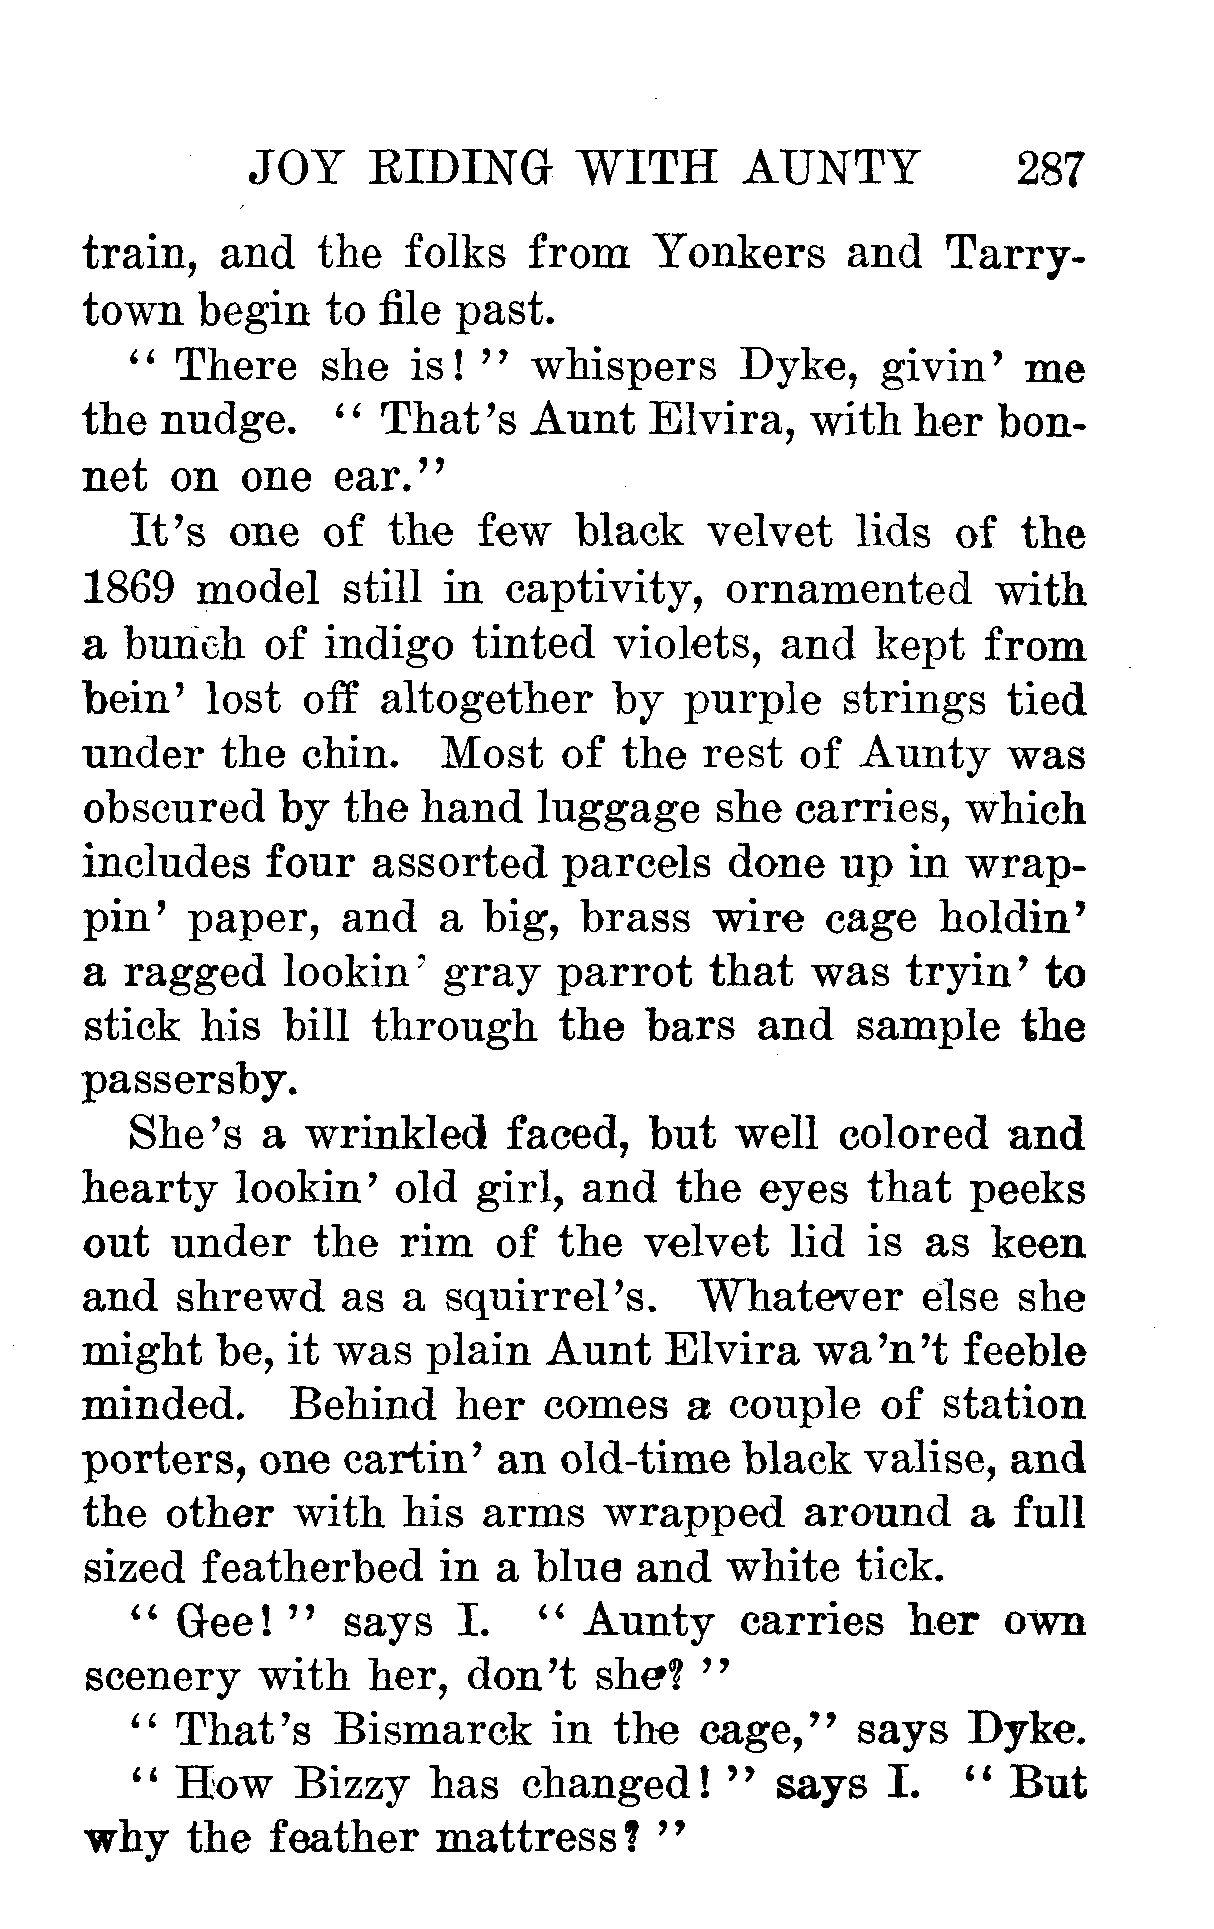 JOY RIDING WITH AUNTY 287
train, and the folks from Yonkers and Tarry-
town begin to file past.
“ There she is! ” whispers Dyke, givin’ me
the nudge. “ That’s Aunt Elvira, with her bon-
net on one ear.”
It’s one of the few black velvet lids of the
1869 model still in captivity, ornamented with
a bunch of indigo tinted violets, and kept from
bein’ lost off altogether by purple strings tied
under the chin. Most of the rest of Aunty was
obscured by the hand luggage she carries, which
includes four assorted parcels done up in wrap-
pin’ paper, and a big, brass wire cage holdin’
a ragged lookin’ gray parrot that was tryin’ to
stick his bill through the bars and sample the
passersby.
She’s a wrinkled faced, but well colored and
hearty lookin’ old girl, and the eyes that peeks
out under the rim of the velvet lid is as keen
and shrewd as a squirrel’s. Whatever else she
might be, it was plain Aunt Elvira wa’n’t feeble
minded. Behind her comes a couple of station
porters, one cartin’ an old-time black valise, and
the other with his arms wrapped around a full
sized featherbed in a blue and white tick.
“ Gee! ” says I. “ Aunty carries her own
scenery with her, don’t she? ”
“ That’s Bismarck in the cage,” says Dyke.
“ How Bizzy has changed! ” says I. “ But
why the feather mattress? ”